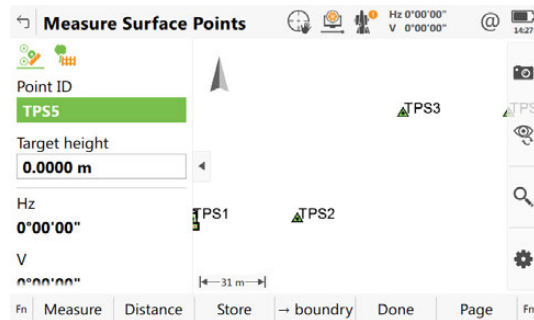 Measure Surface Points
Hz 0°00'00"
V 0°00'00"
@
14:27
Point ID
TPS5
Target height
0.0000 m
Hz
0°00'00"
V
0°00'00"
TPS3
TPS
TPS1
TPS2
31 m
Fn Measure Distance Store → boundry Done Page Fn